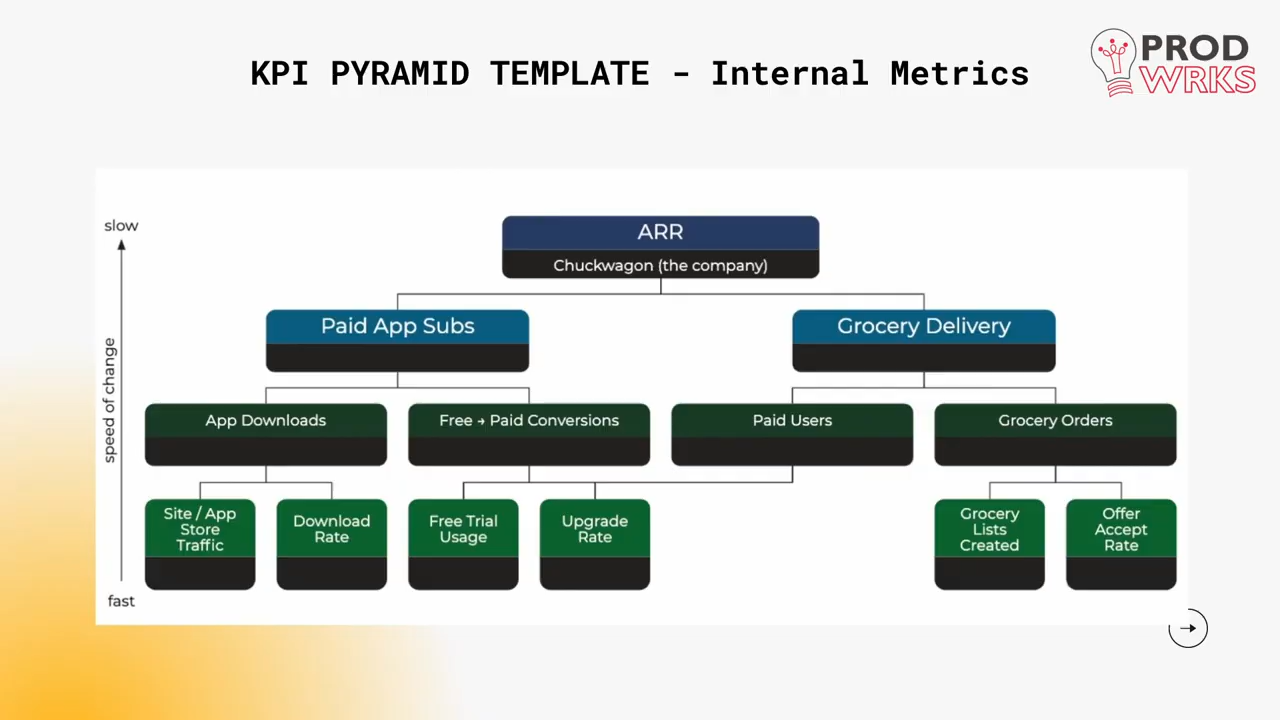 KPI PYRAMID TEMPLATE - Internal Metrics
PROD
WRKS
slow
speed of change
fast
ARR
Chuckwagon (the company)
Paid App Subs
Grocery Delivery
App Downloads
Free → Paid Conversions
Paid Users
Grocery Orders
Site / App
Store
Traffic
Download
Rate
Free Trial
Usage
Upgrade
Rate
Grocery
Lists
Created
Offer
Accept
Rate